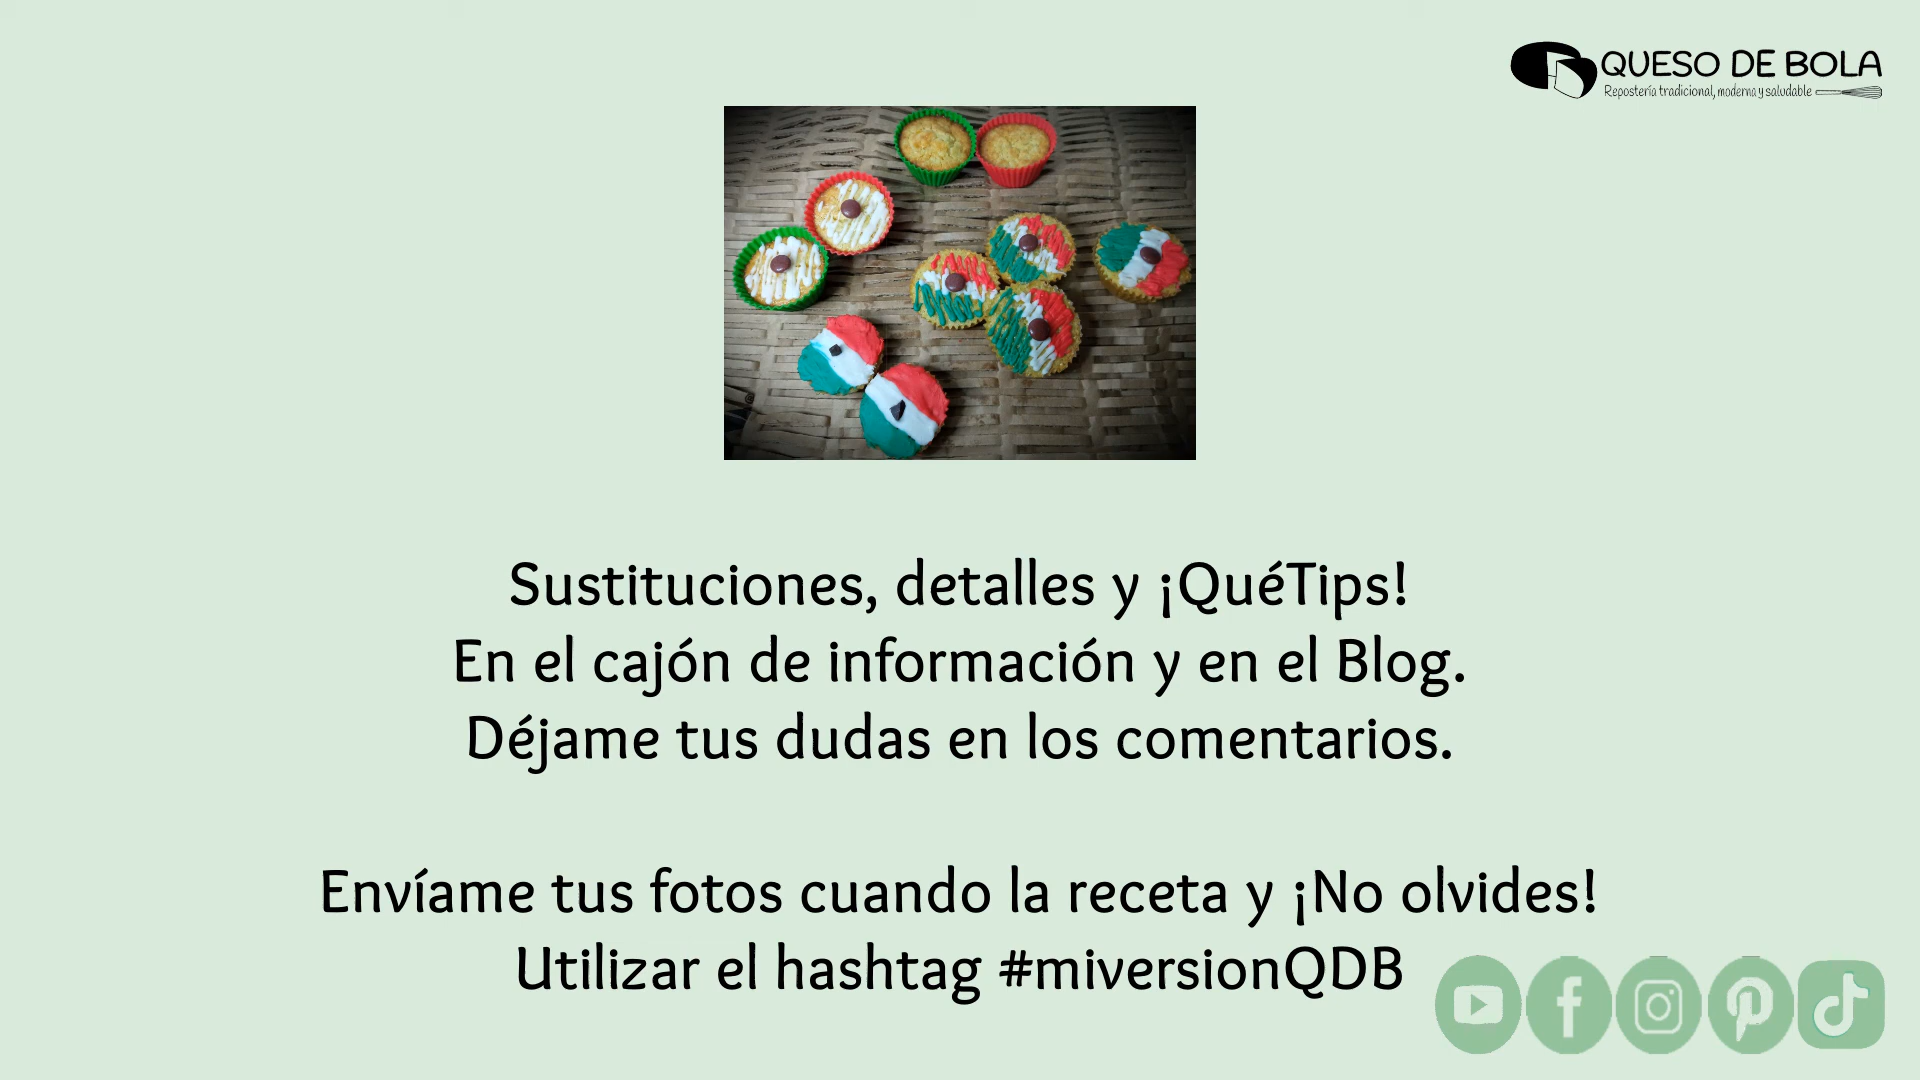 QUESO DE BOLA
Repostería tradicional, moderna y saludable
Sustituciones, detalles y ¡QuéTips!
En el cajón de información y en el Blog.
Déjame tus dudas en los comentarios.
Envíame tus fotos cuando la receta y ¡No olvides!
Utilizar el hashtag #miversionQDB